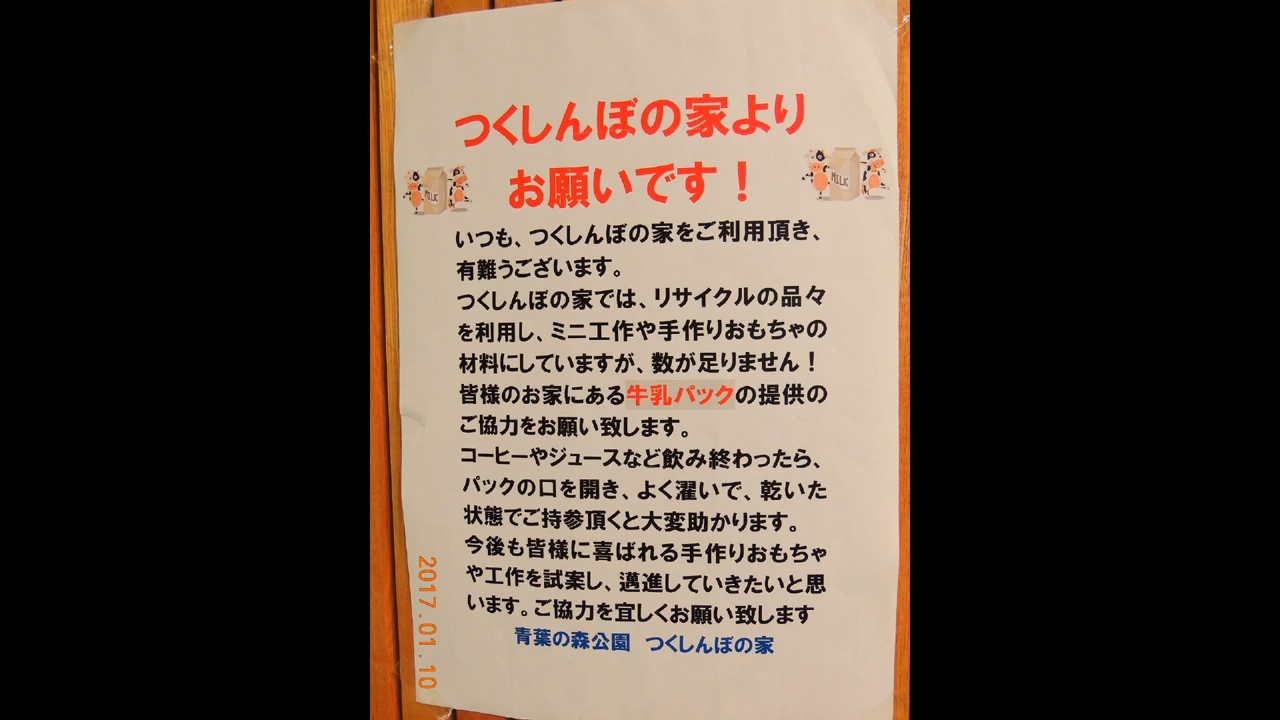 つくしんぼの家より
お願いです！
MILK
MILK
いつも、つくしんぼの家をご利用頂き、
有難うございます。
つくしんぼの家では、リサイクルの品々
を利用し、ミニ工作や手作りおもちゃの
材料にしていますが、数が足りません！
皆様のお家にある牛乳パックの提供の
ご協力をお願い致します。
コーヒーやジュースなど飲み終わったら、
パックの口を開き、よく濯いで、乾いた
状態でご持参頂くと大変助かります。
今後も皆様に喜ばれる手作りおもちゃ
や工作を試案し、邁進していきたいと思
います。ご協力を宜しくお願い致します
青葉の森公園　つくしんぼの家
2017.01.10